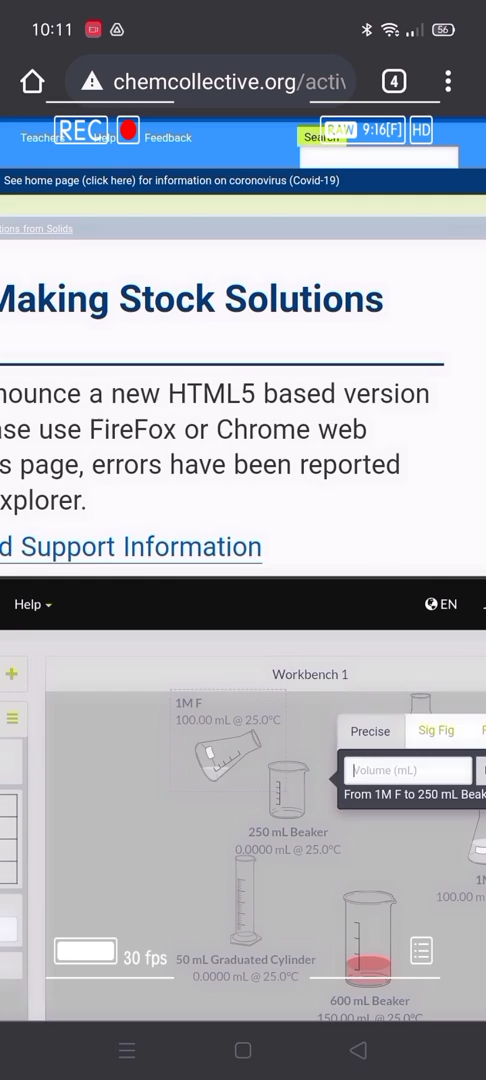 10:11
56
chemcollective.org/activ
4
Teachers
Help
Feedback
Search
REC
RAW 9:16[F] HD
See home page (click here) for information on coronovirus (Covid-19)
tions from Solids
Making Stock Solutions
nounce a new HTML5 based version
ase use FireFox or Chrome web
s page, errors have been reported
xplorer.
d Support Information
Help
EN
Workbench 1
1M F
100.00 mL @ 25.0°C
Precise
Sig Fig
Volume (mL)
From 1M F to 250 mL Beak
250 mL Beaker
0.0000 mL @ 25.0°C
1M
100.00 m
30 fps
50 mL Graduated Cylinder
0.0000 mL @ 25.0°C
600 mL Beaker
150.00 mL @ 25.0°C